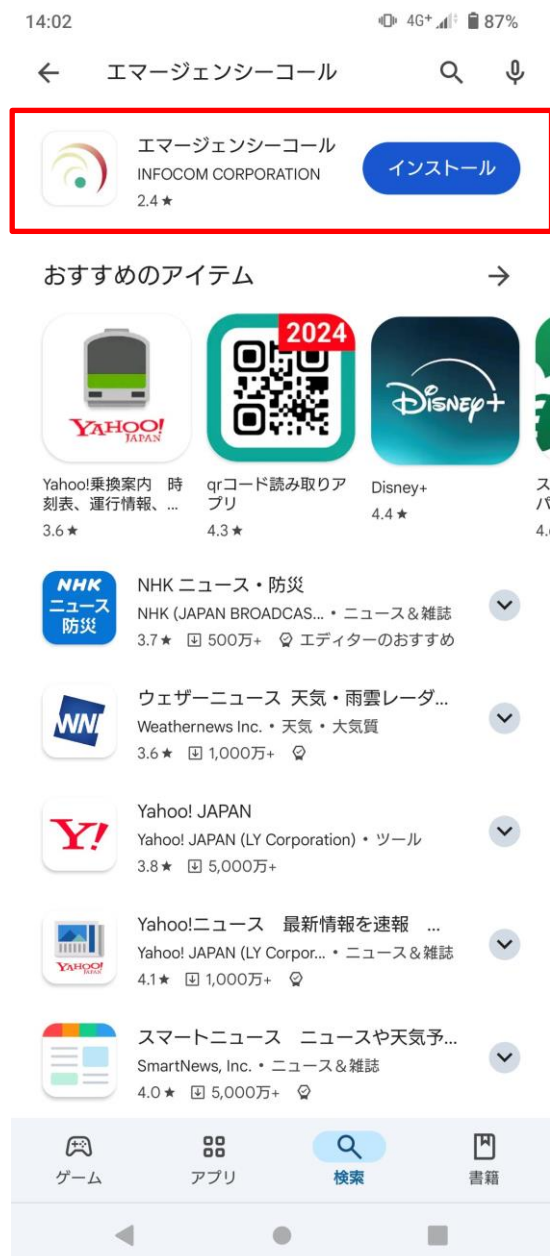 14:02 4G+ 87%
エマージェンシーコール
エマージェンシーコール
INFOCOM CORPORATION
2.4★
インストール
おすすめのアイテム
YAHOO!
JAPAN
2024
Disney+
Yahoo!乗換案内 時
刻表、運行情報、...
3.6★
qrコード読み取りア
プリ
4.3★
Disney+
4.4★
ス
パ
4.
NHK
ニュース
防災
NHK ニュース・防災
NHK (JAPAN BROADCAS... • ニュース&雑誌
3.7★ 500万+ エディターのおすすめ
WNI
ウェザーニュース 天気・雨雲レーダ...
Weathernews Inc. • 天気・大気質
3.6★ 1,000万+
Y!
Yahoo! JAPAN
Yahoo! JAPAN (LY Corporation) • ツール
3.8★ 5,000万+
YAHOO!
JAPAN
Yahoo!ニュース 最新情報を速報 ...
Yahoo! JAPAN (LY Corpor... • ニュース&雑誌
4.1★ 1,000万+
スマートニュース ニュースや天気予...
SmartNews, Inc. • ニュース&雑誌
4.0★ 5,000万+
ゲーム
アプリ
検索
書籍